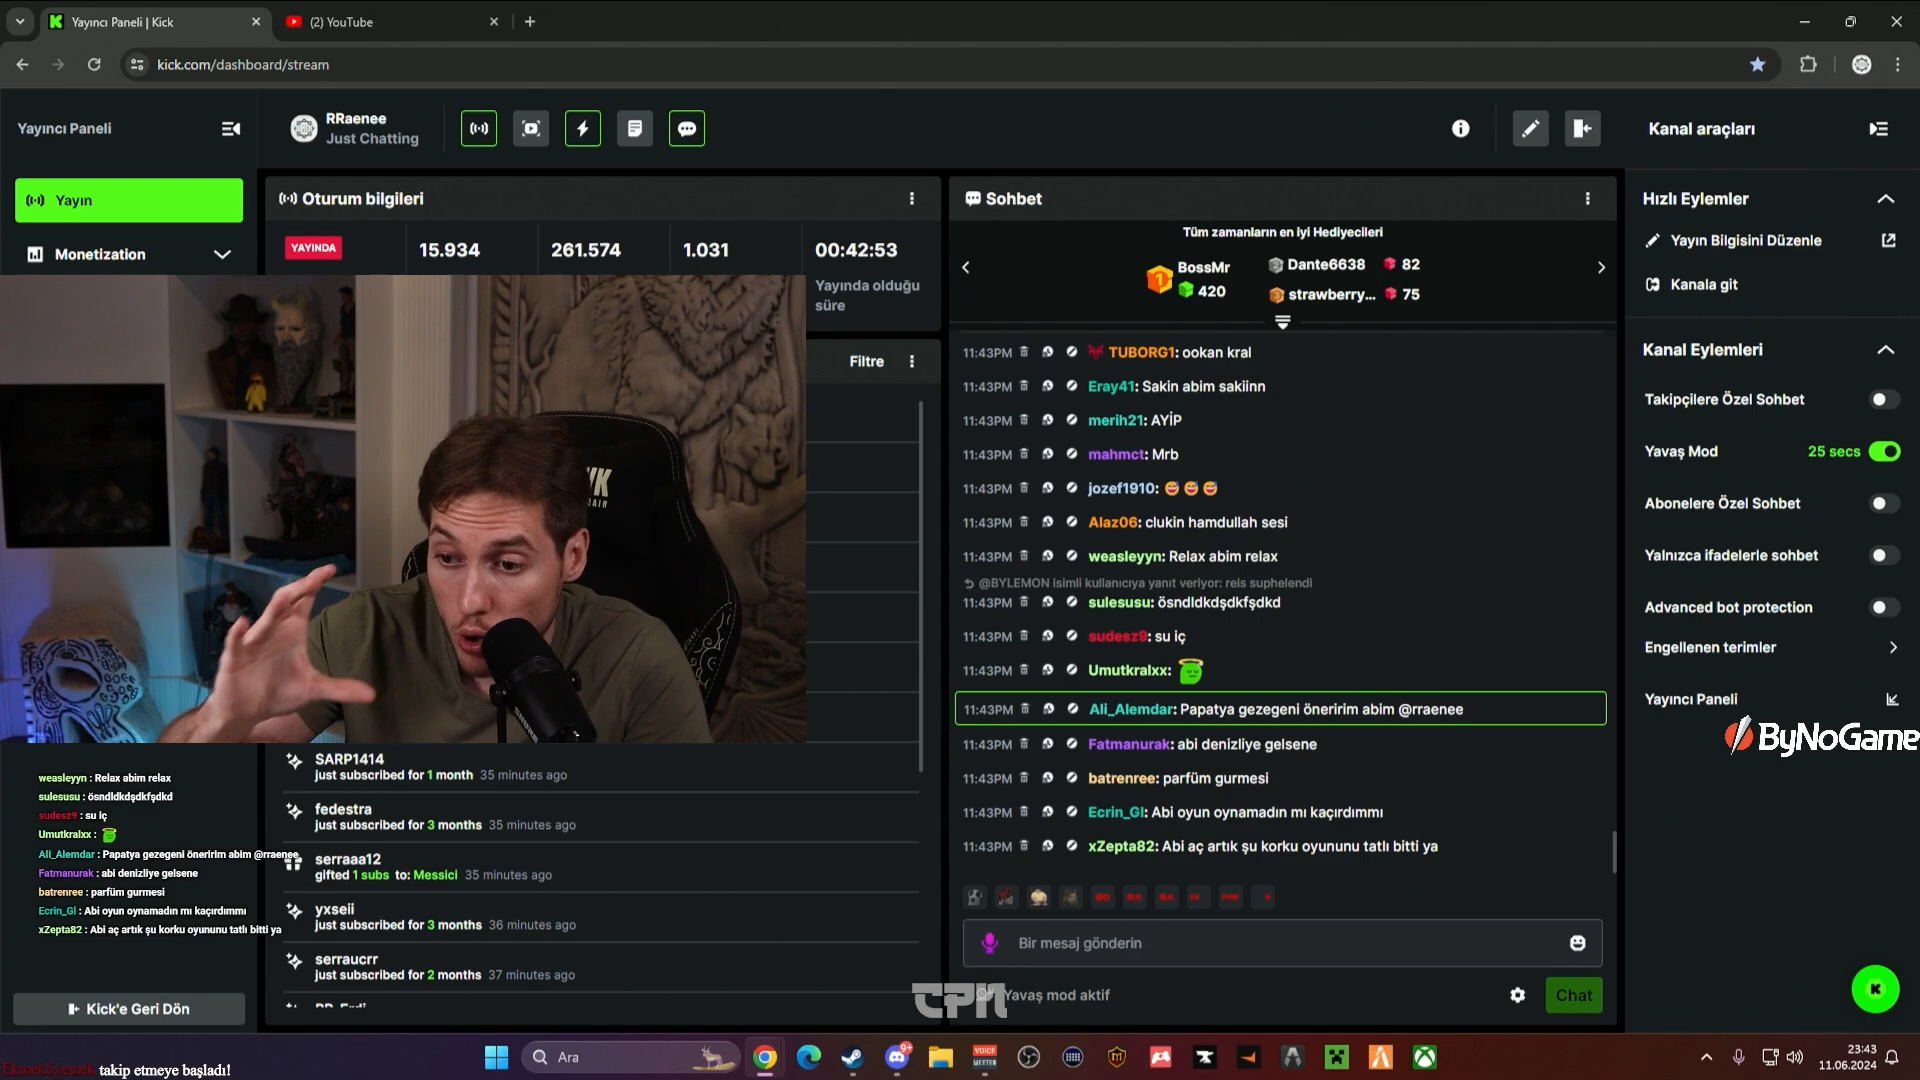 Yayıncı Paneli | Kick
(2) YouTube
kick.com/dashboard/stream
Yayıncı Paneli
RRaenee
Just Chatting
Kanal araçları
Yayın
Monetization
Oturum bilgileri
YAYINDA
15.934
261.574
1.031
00:42:53
Yayında olduğu
süre
Filtre
SARP1414
just subscribed for 1 month 35 minutes ago
fedestra
just subscribed for 3 months 35 minutes ago
serraaa12
gifted 1 subs to: Messici 35 minutes ago
yxseii
just subscribed for 3 months 36 minutes ago
serraucrr
just subscribed for 2 months 37 minutes ago
weasleyyn : Relax abim relax
sulesusu : ösndldkdşdkfşdkd
sudesz9 : su iç
Umutkralxx :
Ali_Alemdar : Papatya gezegeni öneririm abim @rraenee
Fatmanurak : abi denizliye gelsene
batrenree : parfüm gurmesi
Ecrin_Gl : Abi oyun oynamadın mı kaçırdımmı
xZepta82 : Abi aç artık şu korku oyununu tatlı bitti ya
Kick'e Geri Dön
Sohbet
Tüm zamanların en iyi Hediyecileri
BossMr
420
Dante6638 82
strawberry... 75
11:43PM TUBORG1: ookan kral
11:43PM Eray41: Sakin abim sakiinn
11:43PM merih21: AYİP
11:43PM mahmct: Mrb
11:43PM jozef1910: 😅 😅 😅
11:43PM Alaz06: clukin hamdullah sesi
11:43PM weasleyyn: Relax abim relax
@BYLEMON isimli kullanıcıya yanıt veriyor: reis suphelendi
11:43PM sulesusu: ösndldkdşdkfşdkd
11:43PM sudesz9: su iç
11:43PM Umutkralxx:
11:43PM Ali_Alemdar: Papatya gezegeni öneririm abim @rraenee
11:43PM Fatmanurak: abi denizliye gelsene
11:43PM batrenree: parfüm gurmesi
11:43PM Ecrin_Gl: Abi oyun oynamadın mı kaçırdımmı
11:43PM xZepta82: Abi aç artık şu korku oyununu tatlı bitti ya
Bir mesaj gönderin
Yavaş mod aktif
Chat
Hızlı Eylemler
Yayın Bilgisini Düzenle
Kanala git
Kanal Eylemleri
Takipçilere Özel Sohbet
Yavaş Mod 25 secs
Abonelere Özel Sohbet
Yalnızca ifadelerle sohbet
Advanced bot protection
Engellenen terimler
Yayıncı Paneli
ByNoGame
takip etmeye başladı!
Ara
VOICE
MEETER
9+
23:43
11.06.2024